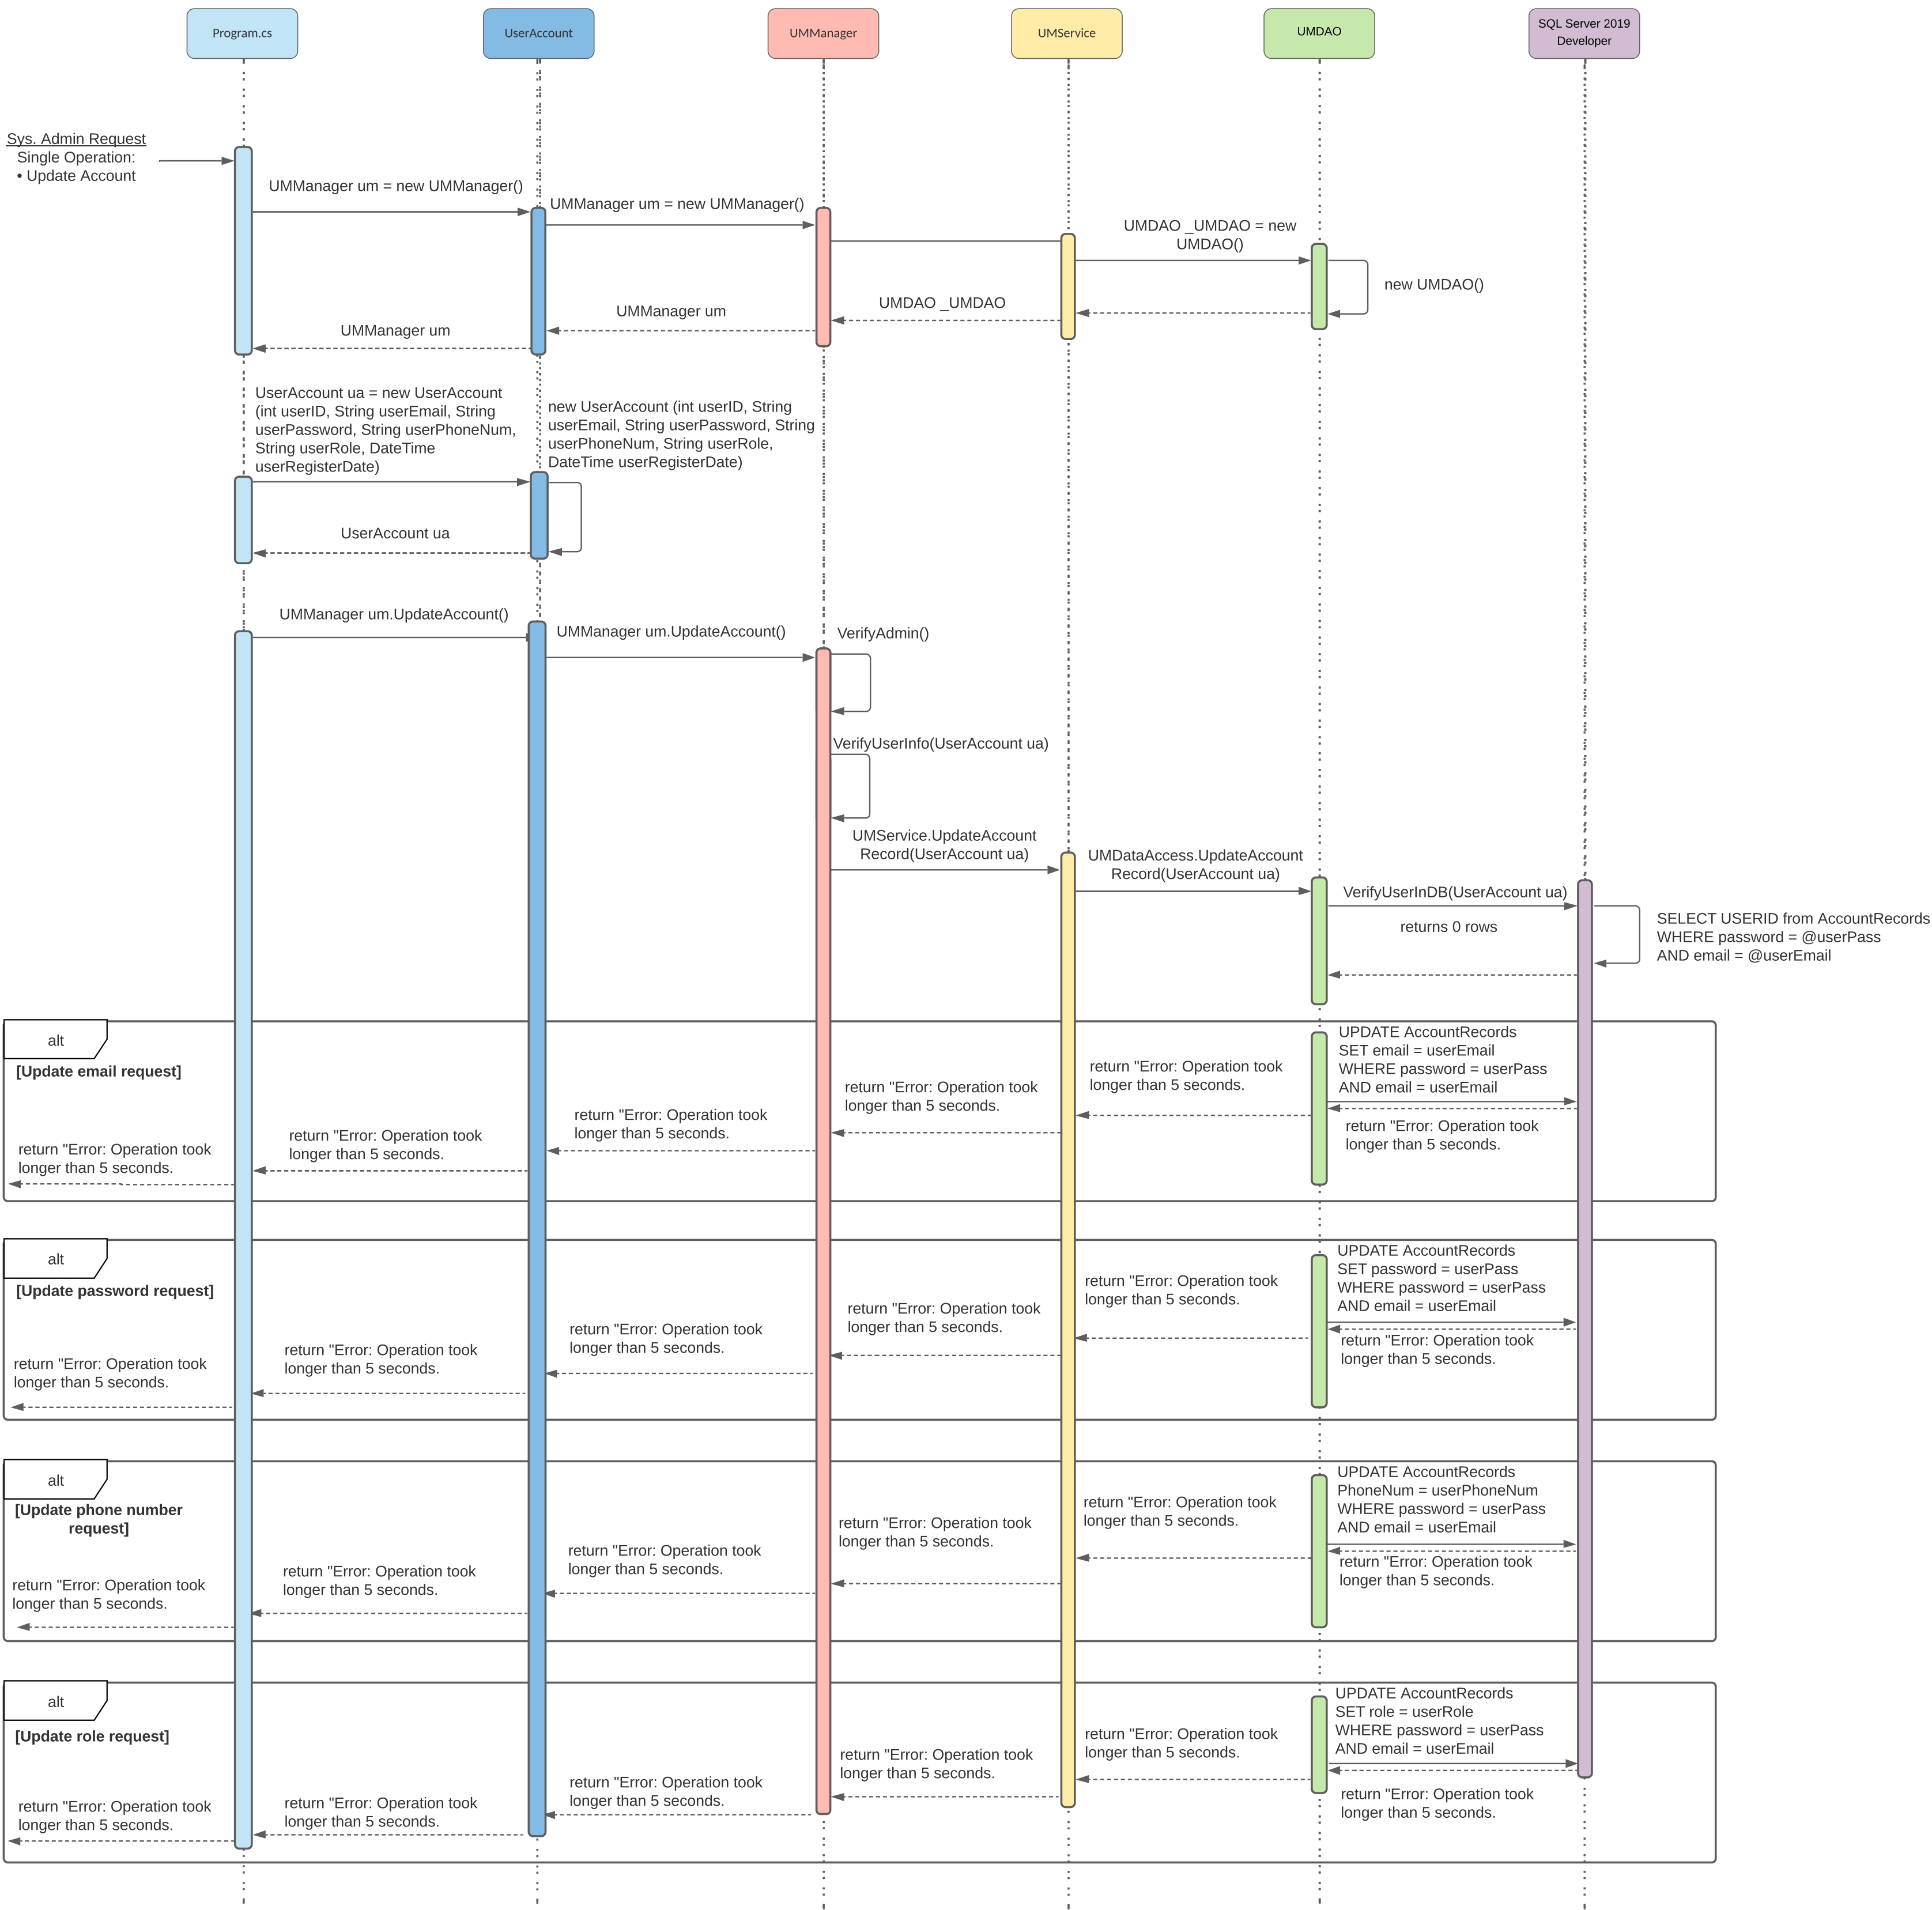 Program.cs
UserAccount
UMManager
UMService
UMDAO
SQL Server 2019
Developer
Sys. Admin Request
Single Operation:
• Update Account
UMManager um = new UMManager()
UMManager um = new UMManager()
UMDAO _UMDAO = new
UMDAO()
new UMDAO()
UMDAO _UMDAO
UMManager um
UMManager um
UserAccount ua = new UserAccount
(int userID, String userEmail, String
userPassword, String userPhoneNum,
String userRole, DateTime
userRegisterDate)
new UserAccount (int userID, String
userEmail, String userPassword, String
userPhoneNum, String userRole,
DateTime userRegisterDate)
UserAccount ua
UMManager um.UpdateAccount()
UMManager um.UpdateAccount()
VerifyAdmin()
VerifyUserInfo(UserAccount ua)
UMService.UpdateAccount
Record(UserAccount ua)
UMDataAccess.UpdateAccount
Record(UserAccount ua)
VerifyUserInDB(UserAccount ua)
returns 0 rows
SELECT USERID from AccountRecords
WHERE password = @userPass
AND email = @userEmail
alt
[Update email request]
UPDATE AccountRecords
SET email = userEmail
WHERE password = userPass
AND email = userEmail
return "Error: Operation took
longer than 5 seconds.
return "Error: Operation took
longer than 5 seconds.
return "Error: Operation took
longer than 5 seconds.
return "Error: Operation took
longer than 5 seconds.
return "Error: Operation took
longer than 5 seconds.
return "Error: Operation took
longer than 5 seconds.
alt
[Update password request]
UPDATE AccountRecords
SET password = userPass
WHERE password = userPass
AND email = userEmail
return "Error: Operation took
longer than 5 seconds.
return "Error: Operation took
longer than 5 seconds.
return "Error: Operation took
longer than 5 seconds.
return "Error: Operation took
longer than 5 seconds.
return "Error: Operation took
longer than 5 seconds.
return "Error: Operation took
longer than 5 seconds.
alt
[Update phone number
request]
UPDATE AccountRecords
PhoneNum = userPhoneNum
WHERE password = userPass
AND email = userEmail
return "Error: Operation took
longer than 5 seconds.
return "Error: Operation took
longer than 5 seconds.
return "Error: Operation took
longer than 5 seconds.
return "Error: Operation took
longer than 5 seconds.
return "Error: Operation took
longer than 5 seconds.
return "Error: Operation took
longer than 5 seconds.
alt
[Update role request]
UPDATE AccountRecords
SET role = userRole
WHERE password = userPass
AND email = userEmail
return "Error: Operation took
longer than 5 seconds.
return "Error: Operation took
longer than 5 seconds.
return "Error: Operation took
longer than 5 seconds.
return "Error: Operation took
longer than 5 seconds.
return "Error: Operation took
longer than 5 seconds.
return "Error: Operation took
longer than 5 seconds.